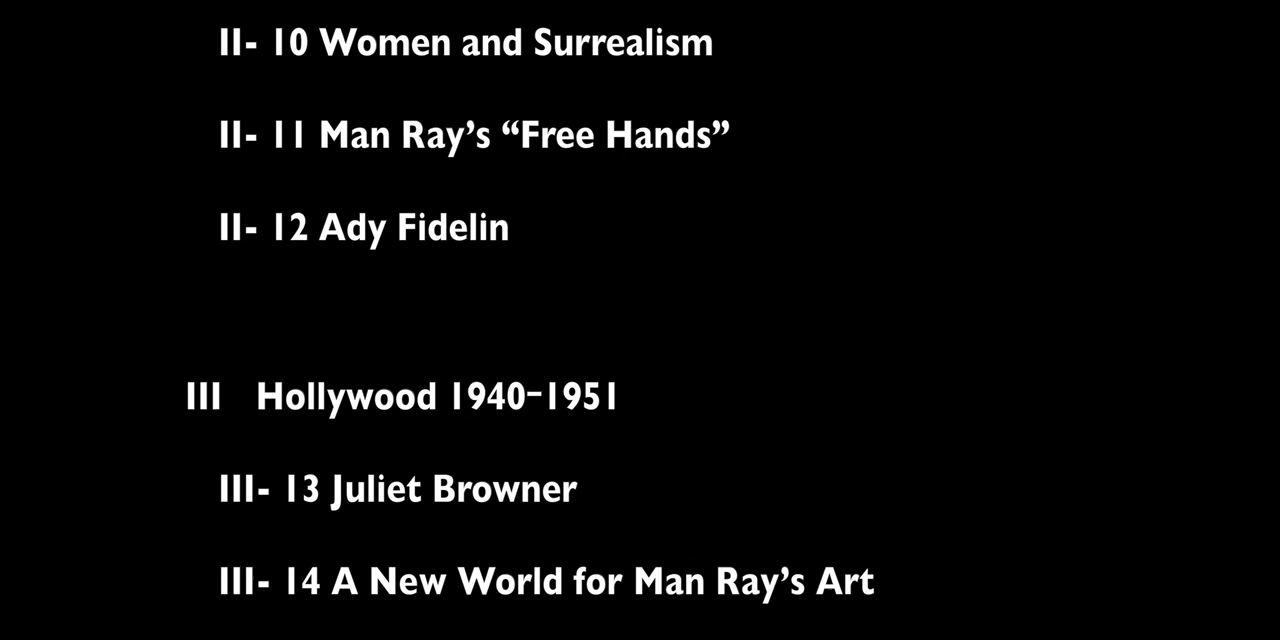 II- 10 Women and Surrealism
II- 11 Man Ray’s “Free Hands”
II- 12 Ady Fidelin
III Hollywood 1940–1951
III- 13 Juliet Browner
III- 14 A New World for Man Ray’s Art